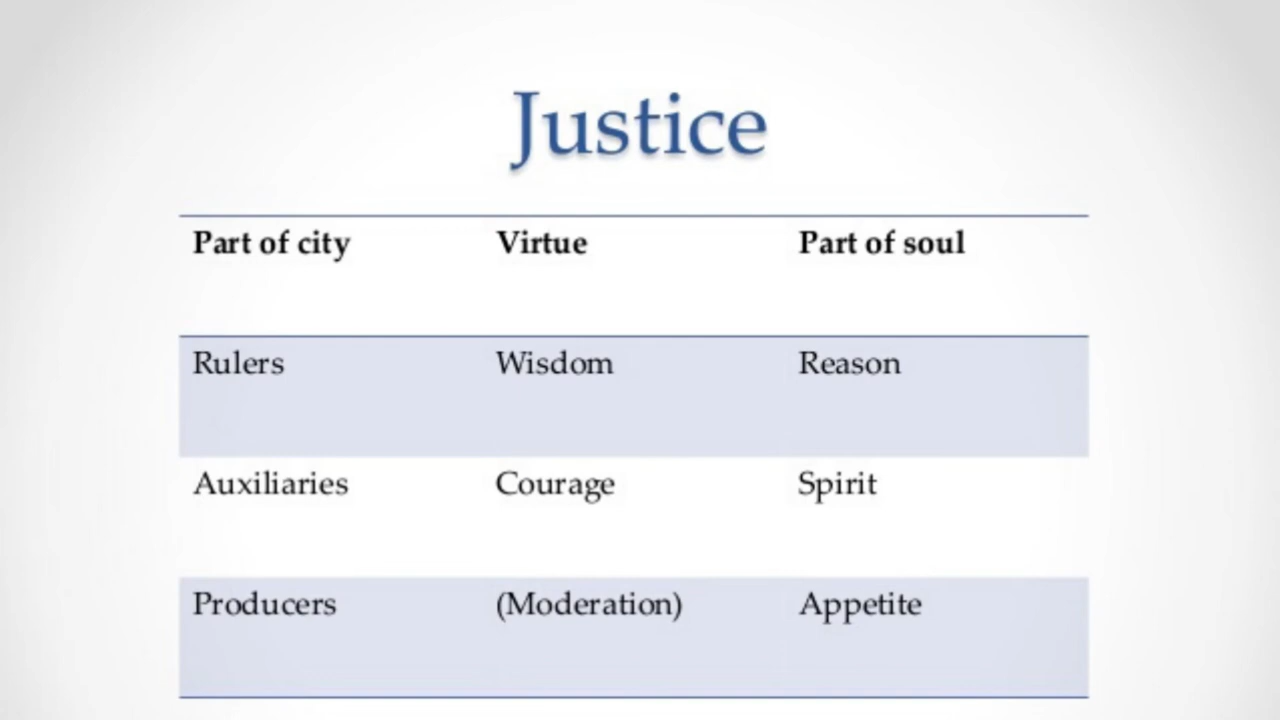 Justice
Part of city Virtue Part of soul
Rulers Wisdom Reason
Auxiliaries Courage Spirit
Producers (Moderation) Appetite